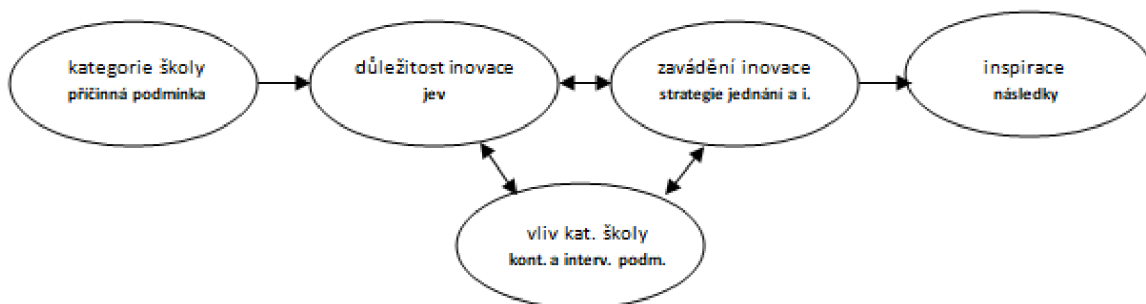 kategorie školy
příčinná podmínka
důležitost inovace
jev
zavádění inovace
strategie jednání a i.
inspirace
následky
vliv kat. školy
kont. a interv. podm.